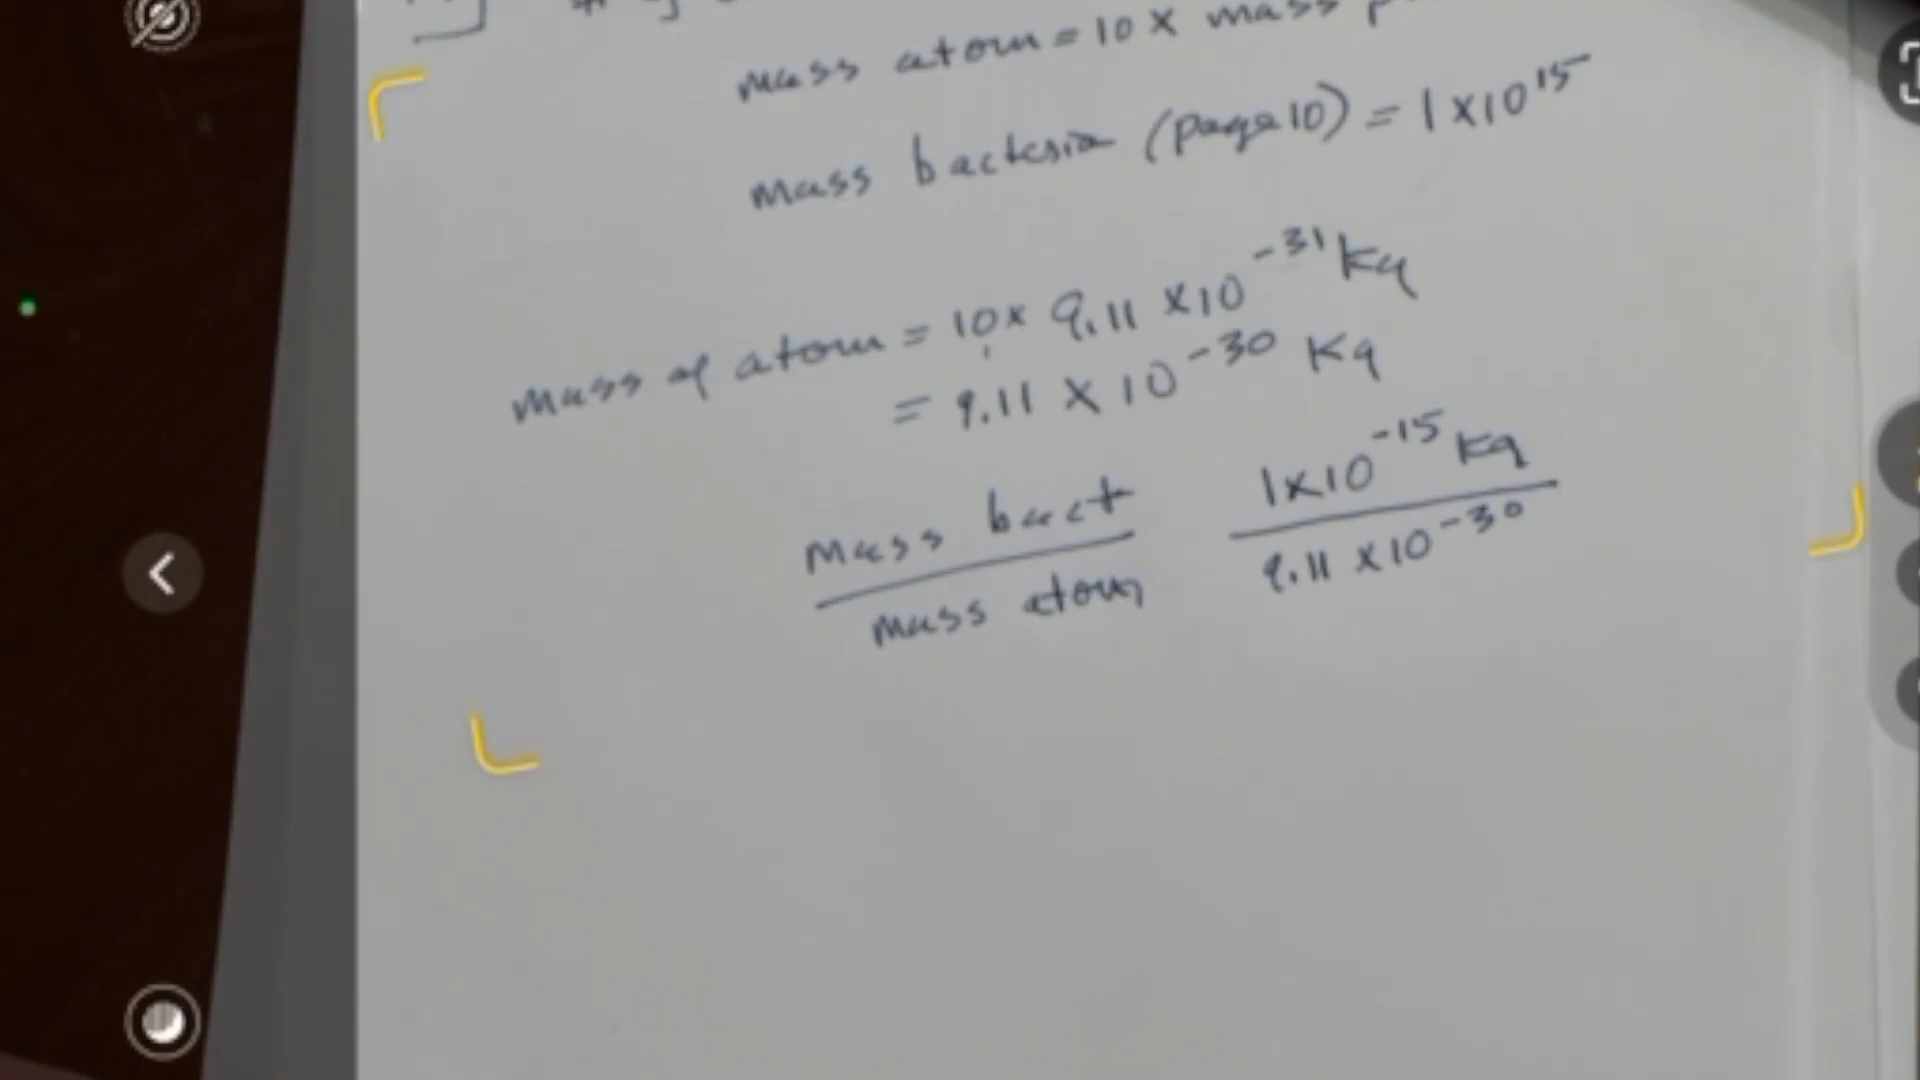 mass atom = 10 x mass
mass bacteria (page 10) = 1 x 10^15
mass of atom = 10 x 9.11 x 10^-31 Kg
= 9.11 x 10^-30 Kg
Mass bact / mass atom 1x10^-15 Kg / 9.11 x 10^-30